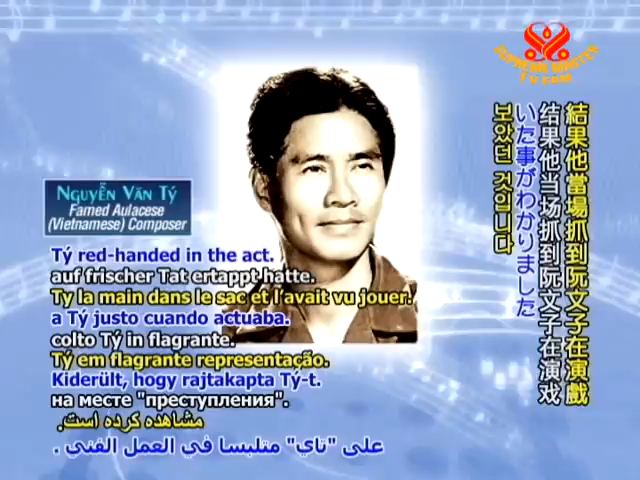 SUPREME MASTER
TV.COM
NGUYỄN VĂN TÝ
Famed Aulacese
(Vietnamese) Composer
Tý red-handed in the act.
auf frischer Tat ertappt hatte.
Ty la main dans le sac et l'avait vu jouer.
a Tý justo cuando actuaba.
colto Tý in flagrante.
Tý em flagrante representação.
Kiderült, hogy rajtakapta Tý-t.
на месте "преступления".
مشاهده کرده است.
على "تاي" متلبسا في العمل الفني .
結果他當場抓到阮文子在演戲
结果他当场抓到阮文子在演戏
いた事がわかりました
보았던 것입니다